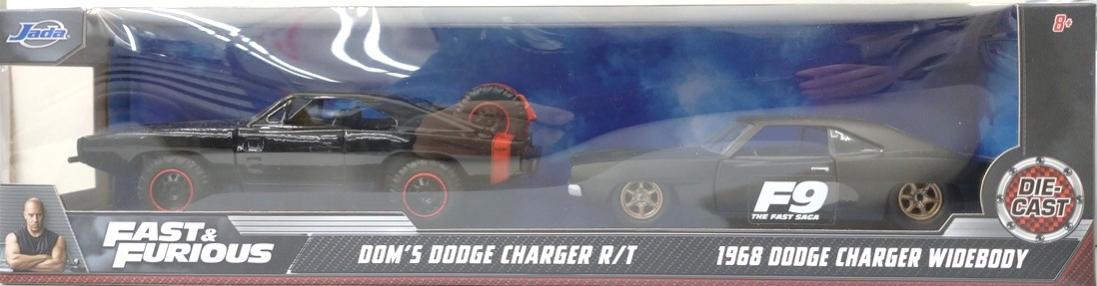 Jada
8+
F9
THE FAST SAGA
DIE-
CAST
FAST &
FURIOUS
DOM'S DODGE CHARGER R/T
1968 DODGE CHARGER WIDEBODY